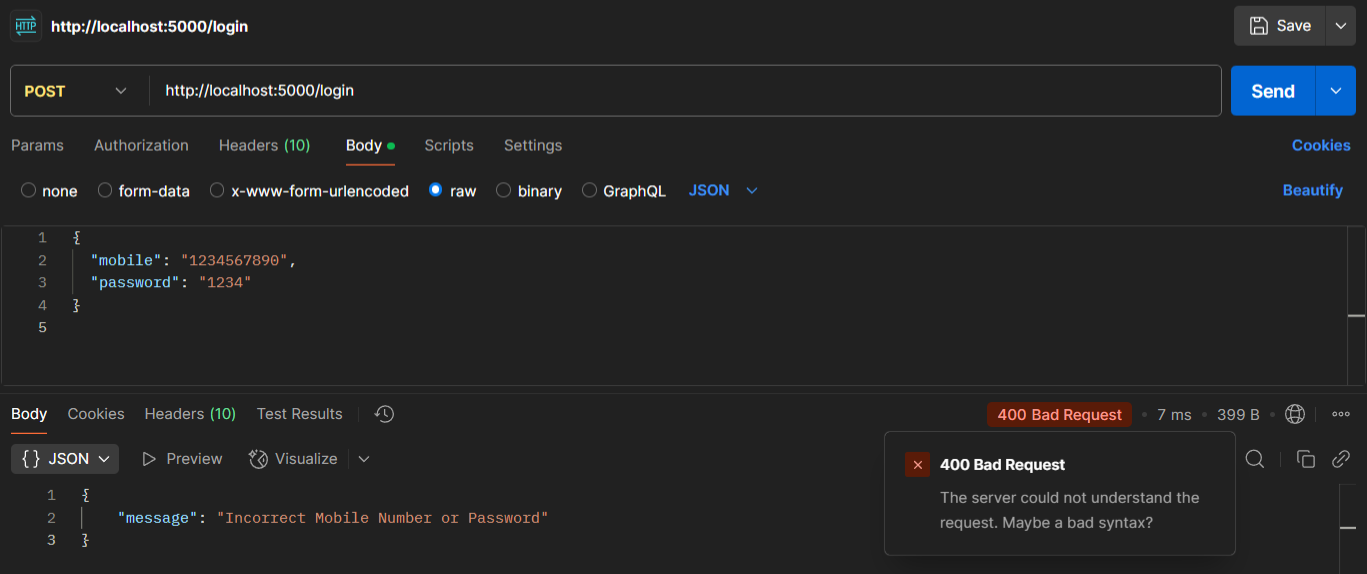 HTTP http://localhost:5000/login Save
POST http://localhost:5000/login Send
Params Authorization Headers (10) Body Scripts Settings Cookies
none form-data x-www-form-urlencoded raw binary GraphQL JSON Beautify
1 {
2 "mobile": "1234567890",
3 "password": "1234"
4 }
5
Body Cookies Headers (10) Test Results 400 Bad Request • 7 ms • 399 B •
{} JSON Preview Visualize
400 Bad Request
The server could not understand the
request. Maybe a bad syntax?
1 {
2 "message": "Incorrect Mobile Number or Password"
3 }